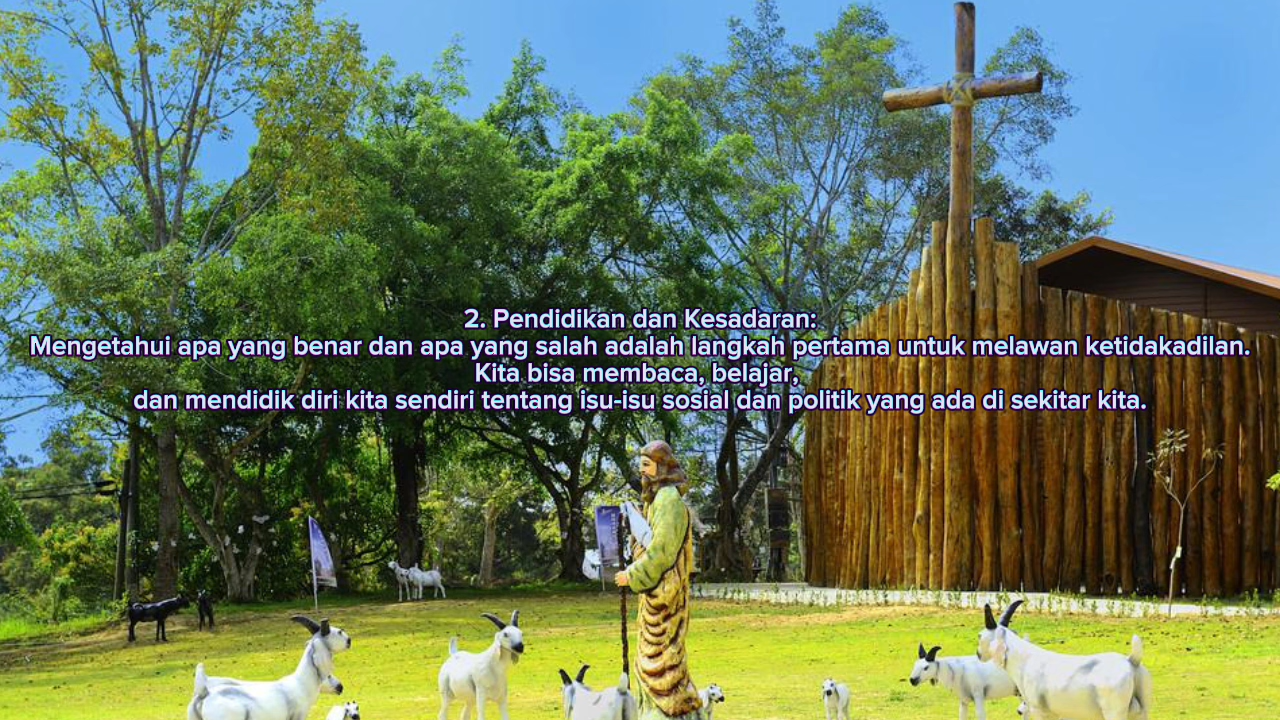 2. Pendidikan dan Kesadaran:
Mengetahui apa yang benar dan apa yang salah adalah langkah pertama untuk melawan ketidakadilan.
Kita bisa membaca, belajar,
dan mendidik diri kita sendiri tentang isu-isu sosial dan politik yang ada di sekitar kita.